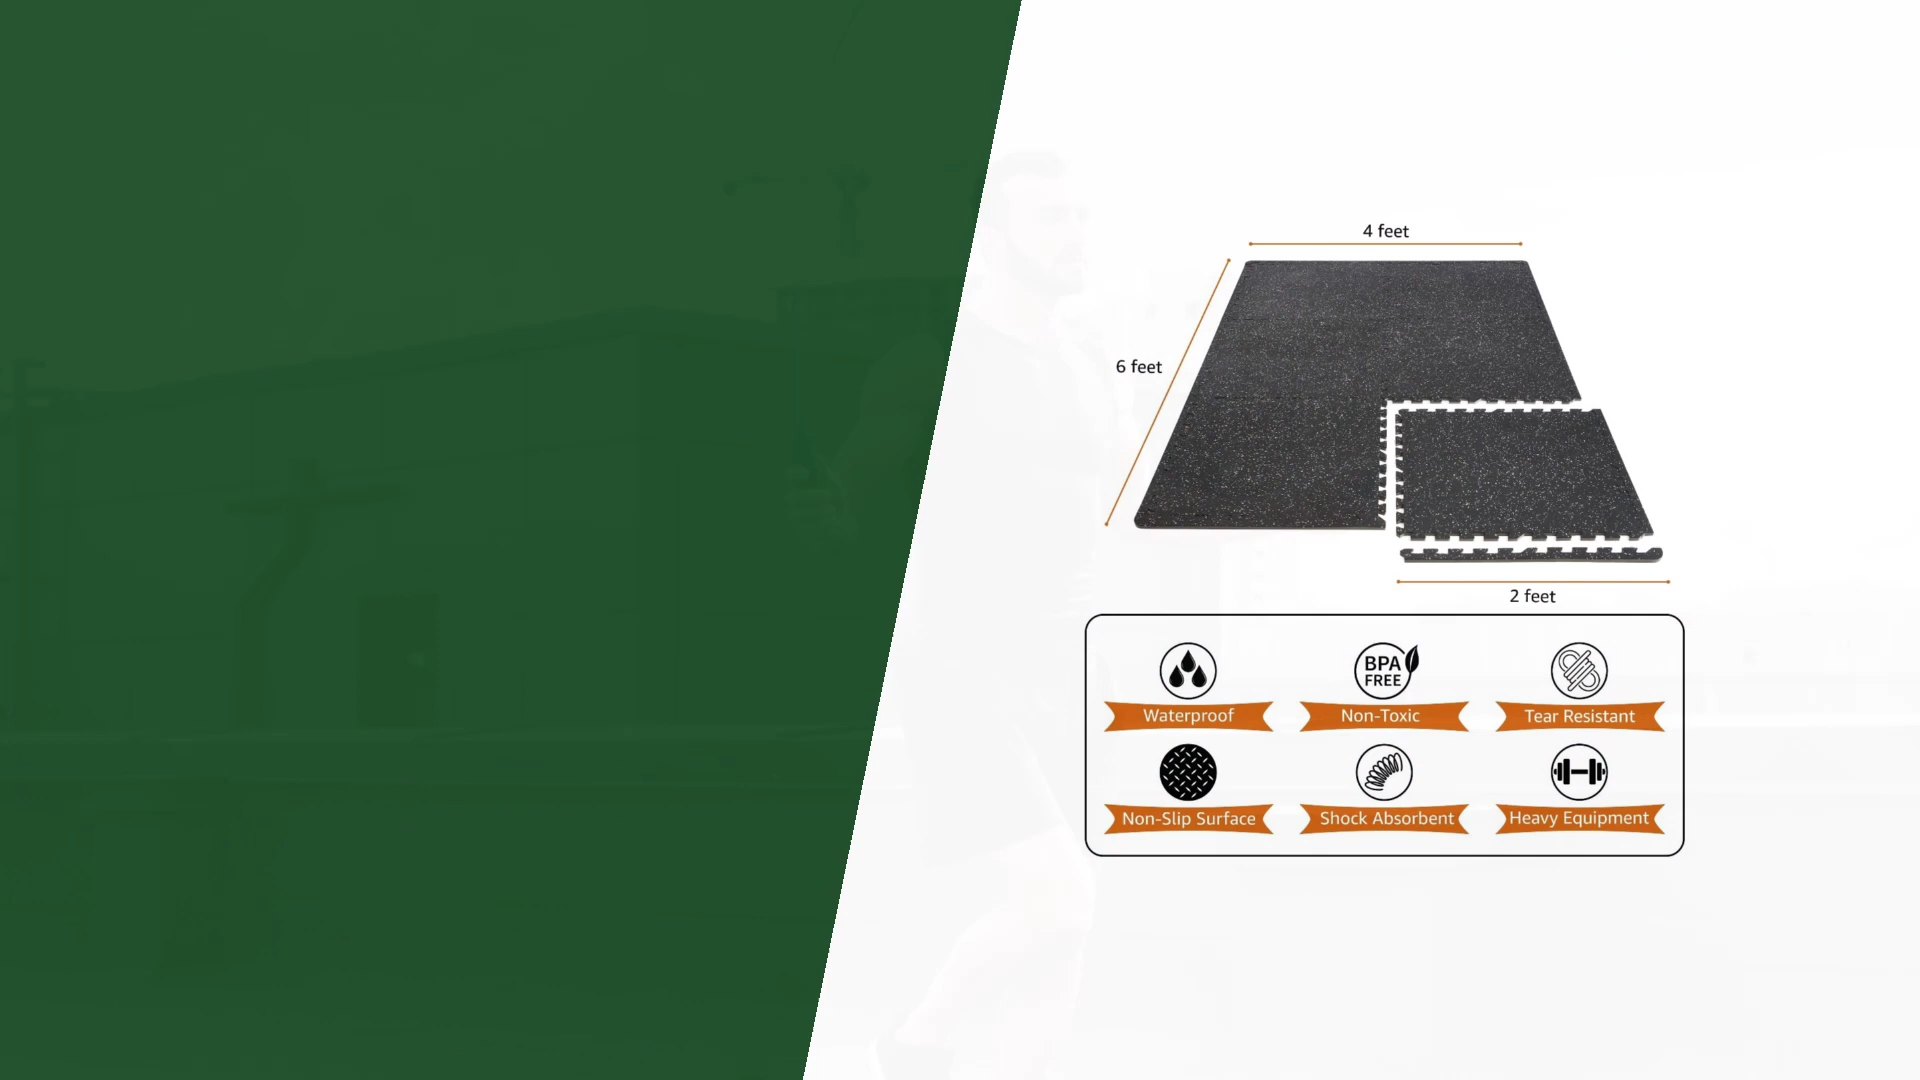 4 feet
6 feet
2 feet
BPA
FREE
Waterproof
Non-Toxic
Tear Resistant
Non-Slip Surface
Shock Absorbent
Heavy Equipment